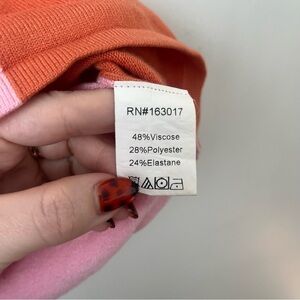 RN#163017
48%Viscose
28%Polyester
24%Elastane